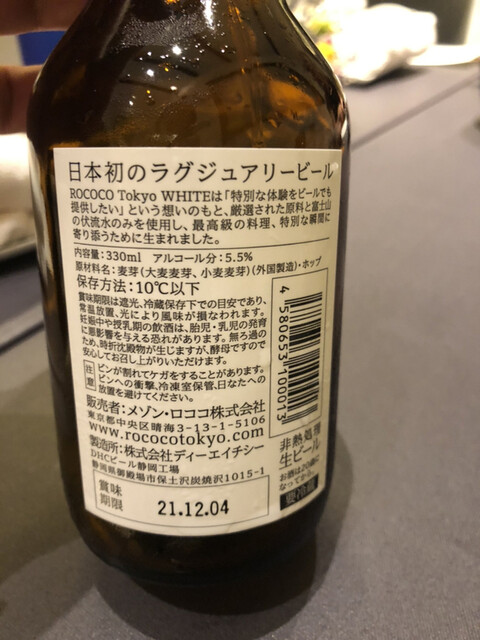 日本初のラグジュアリービール
ROCOCO Tokyo WHITEは「特別な体験をビールでも
提供したい」という想いのもと、厳選された原料と富士山
の伏流水のみを使用し、最高級の料理、特別な瞬間に
寄り添うために生まれました。
内容量:330ml アルコール分:5.5%
原材料名:麦芽(大麦麦芽、小麦麦芽)(外国製造)・ホップ
保存方法:10℃以下
賞味期限は遮光、冷蔵保存下での目安であり、
常温放置、光により風味が損なわれます。
妊娠中や授乳期の飲酒は、胎児・乳児の発育
に悪影響を与える恐れがあります。無ろ過の
ため、時折沈殿物が生じますが、酵母ですので
安心してお召し上がりいただけます。
注意
ビンが割れてケガをすることがあります。
ビンへの衝撃、冷凍室保管、日なたへの
放置を避けてください。
販売者:メゾン・ロココ株式会社
東京都中央区晴海3-13-1-5106
www.rococotokyo.com
製造所:株式会社ディーエイチシー
DHCビール静岡工場
静岡県御殿場市保土沢炭焼沢1015-1
賞味
期限
21.12.04
4 580653 100013
非熱処理
生ビール
お酒は20歳に
なってから
要冷蔵